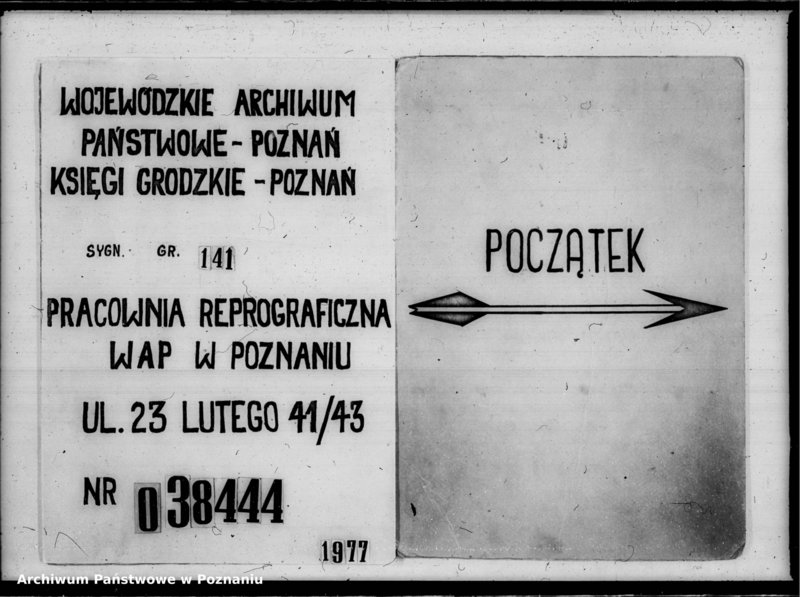 WOJEWÓDZKIE ARCHIWUM
PAŃSTWOWE - POZNAŃ
KSIĘGI GRODZKIE - POZNAŃ
SYGN. GR. 141
PRACOWNIA REPROGRAFICZNA
WAP W POZNANIU
UL. 23 LUTEGO 41/43
NR 038444
1977
POCZĄTEK
Archiwum Państwowe w Poznaniu